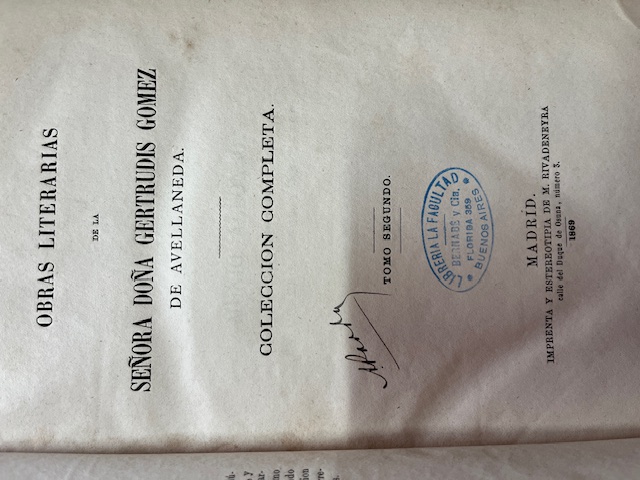 OBRAS LITERARIAS
DE LA
SEÑORA DOÑA GERTRUDIS GOMEZ
DE AVELLANEDA.
COLECCION COMPLETA.
TOMO SEGUNDO.
LIBRERIA LA FACULTAD
BERNABÉ y Cia.
FLORIDA 359
BUENOS AIRES
MADRID.
IMPRENTA Y ESTEREOTIPIA DE M. RIVADENEYRA
calle del Duque de Osuna, número 3.
1869